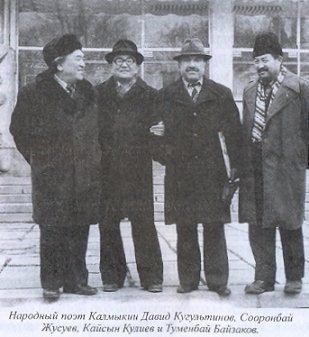 Народный поэт Калмыкии Давид Кугультинов, Сооронбай
Жусуев, Кайсын Кулиев и Туменбай Байзаков.